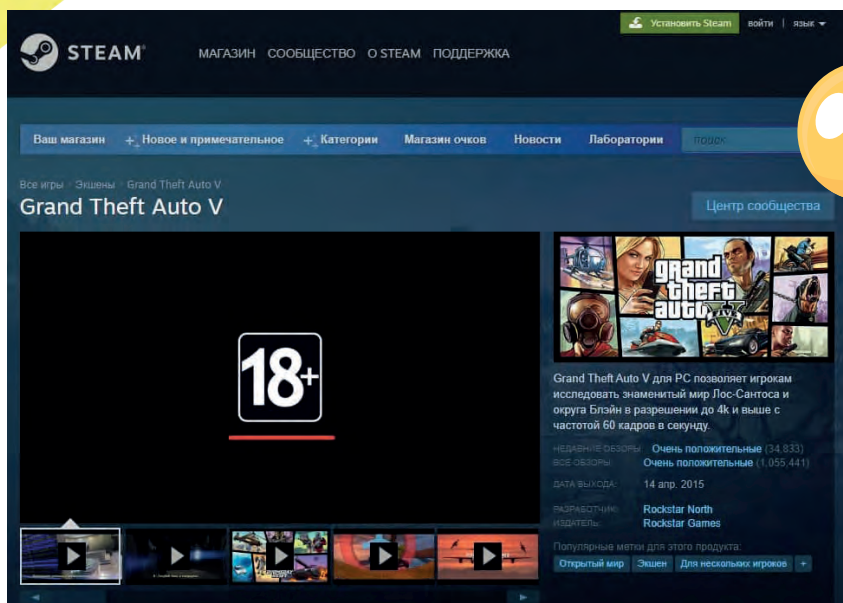 Установить Steam войти | язык
STEAM®
МАГАЗИН СООБЩЕСТВО О STEAM ПОДДЕРЖКА
Ваш магазин Новое и примечательное Категории Магазин очков Новости Лаборатории поиск
Все игры > Экшены > Grand Theft Auto V
Grand Theft Auto V
Центр сообщества
18+
grand
theft
auto
V
FIVE
Grand Theft Auto V для PC позволяет игрокам
исследовать знаменитый мир Лос-Сантоса и
округа Блэйн в разрешении до 4k и выше с
частотой 60 кадров в секунду.
НЕДАВНИЕ ОБЗОРЫ: Очень положительные (34,833)
ВСЕ ОБЗОРЫ: Очень положительные (1,055,441)
ДАТА ВЫХОДА: 14 апр. 2015
РАЗРАБОТЧИК: Rockstar North
ИЗДАТЕЛЬ: Rockstar Games
Популярные метки для этого продукта:
Открытый мир Экшен Для нескольких игроков +